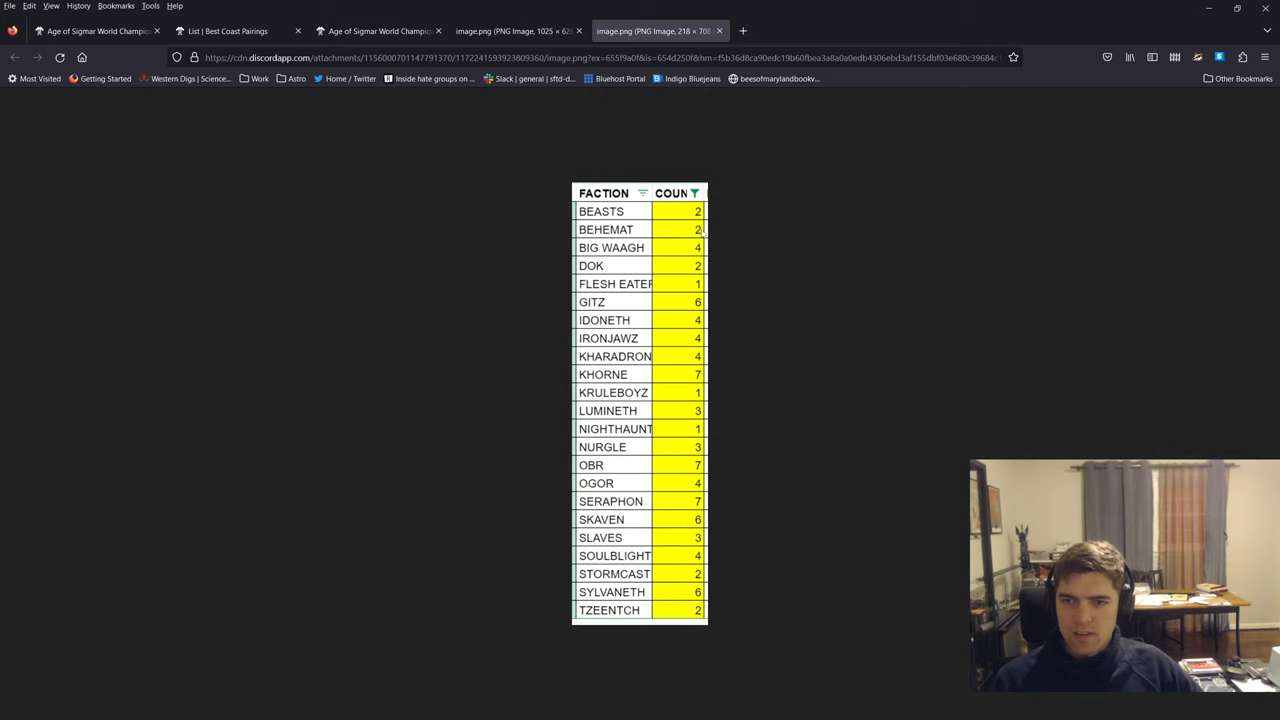 File Edit View History Bookmarks Tools Help
Age of Sigmar World Champion
List | Best Coast Pairings
Age of Sigmar World Champio
image.png (PNG Image, 1025 × 62
image.png (PNG Image, 218 × 708
Most Visited
Getting Started
Western Digs | Science...
Work
Astro
Home / Twitter
Inside hate groups on ...
Slack | general | sftd-d...
Bluehost Portal
Indigo Bluejeans
beesofmarylandbookv...
Other Bookmarks
FACTION COUN
BEASTS 2
BEHEMAT 2
BIG WAAGH 4
DOK 2
FLESH EATER 1
GITZ 6
IDONETH 4
IRONJAWZ 4
KHARADRON 4
KHORNE 7
KRULEBOYZ 1
LUMINETH 3
NIGHTHAUNT 1
NURGLE 3
OBR 7
OGOR 4
SERAPHON 7
SKAVEN 6
SLAVES 3
SOULBLIGHT 4
STORMCAST 2
SYLVANETH 6
TZEENTCH 2